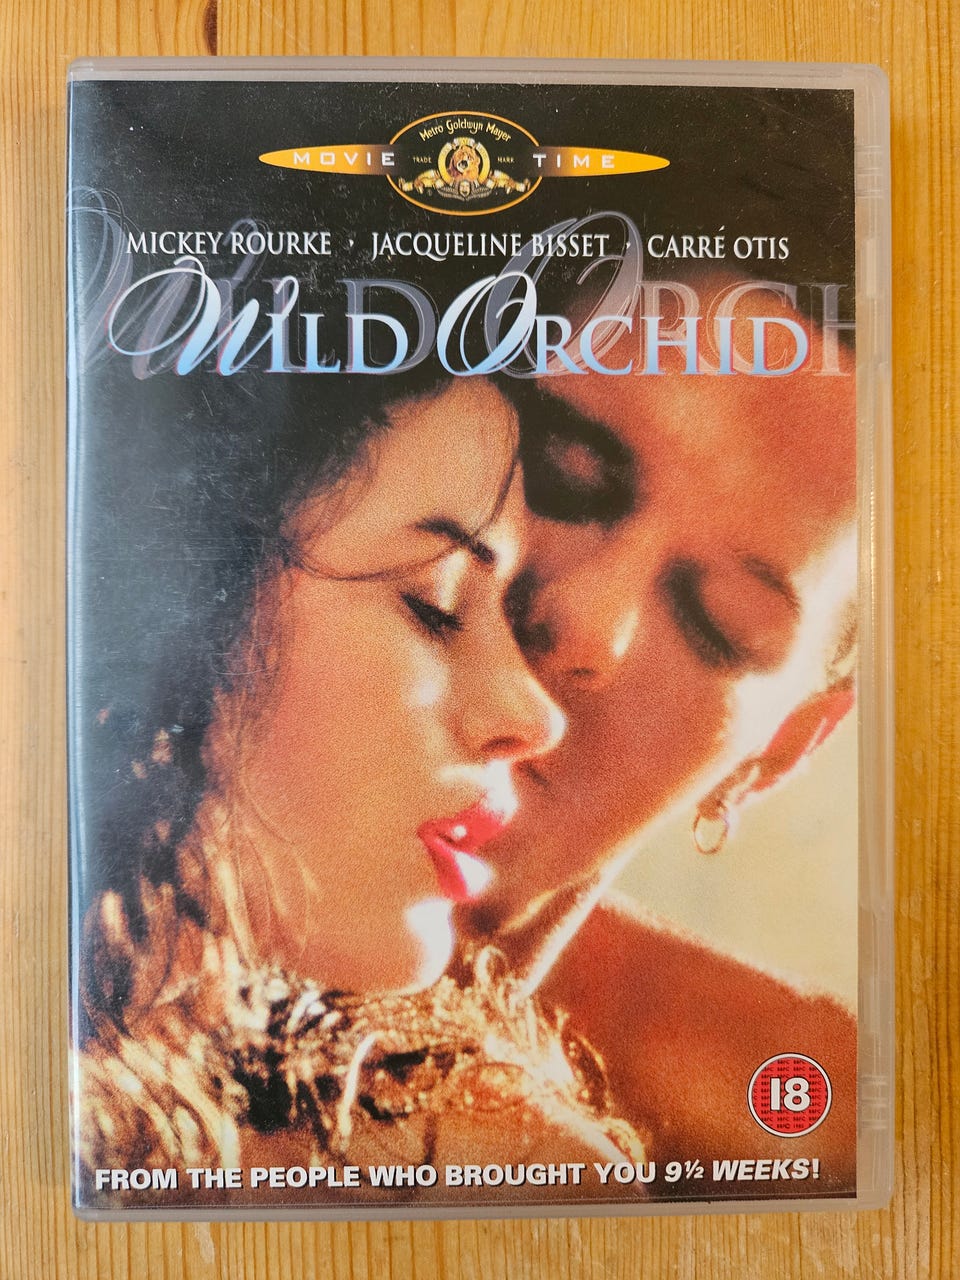 Metro Goldwyn Mayer
MOVIE TRADE MARK TIME
MICKEY ROURKE · JACQUELINE BISSET · CARRÉ OTIS
WILD ORCHID
18
FROM THE PEOPLE WHO BROUGHT YOU 9½ WEEKS!